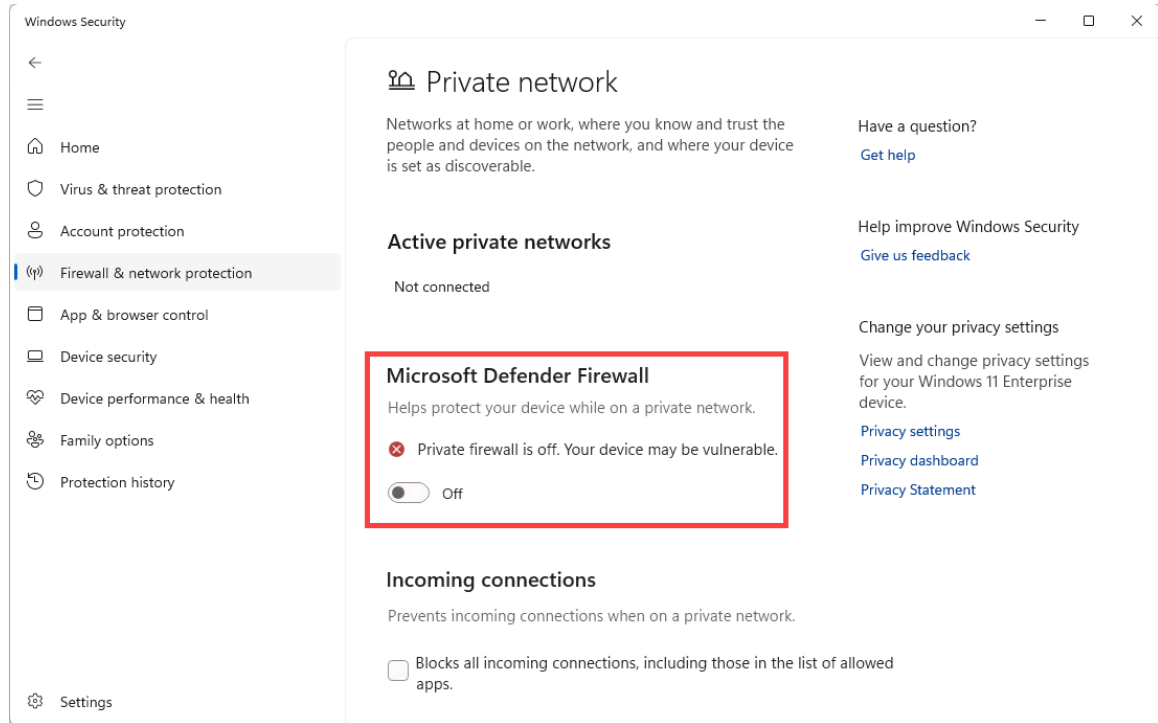 Windows Security
Home
Virus & threat protection
Account protection
Firewall & network protection
App & browser control
Device security
Device performance & health
Family options
Protection history
Settings
Private network
Networks at home or work, where you know and trust the
people and devices on the network, and where your device
is set as discoverable.
Active private networks
Not connected
Microsoft Defender Firewall
Helps protect your device while on a private network.
Private firewall is off. Your device may be vulnerable.
Off
Incoming connections
Prevents incoming connections when on a private network.
Blocks all incoming connections, including those in the list of allowed
apps.
Have a question?
Get help
Help improve Windows Security
Give us feedback
Change your privacy settings
View and change privacy settings
for your Windows 11 Enterprise
device.
Privacy settings
Privacy dashboard
Privacy Statement